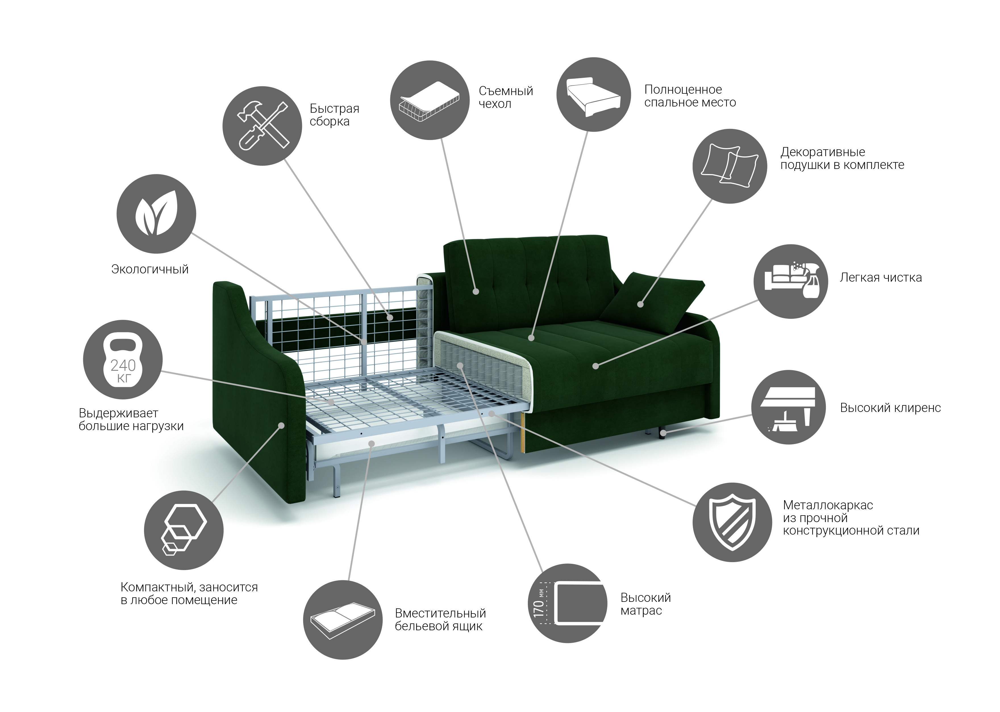 Съемный
чехол
Полноценное
спальное место
Быстрая
сборка
Декоративные
подушки в комплекте
Экологичный
Легкая чистка
240
кг
Выдерживает
большие нагрузки
Высокий клиренс
Металлокаркас
из прочной
конструкционной стали
Компактный, заносится
в любое помещение
170 мм
Высокий
матрас
Вместительный
бельевой ящик